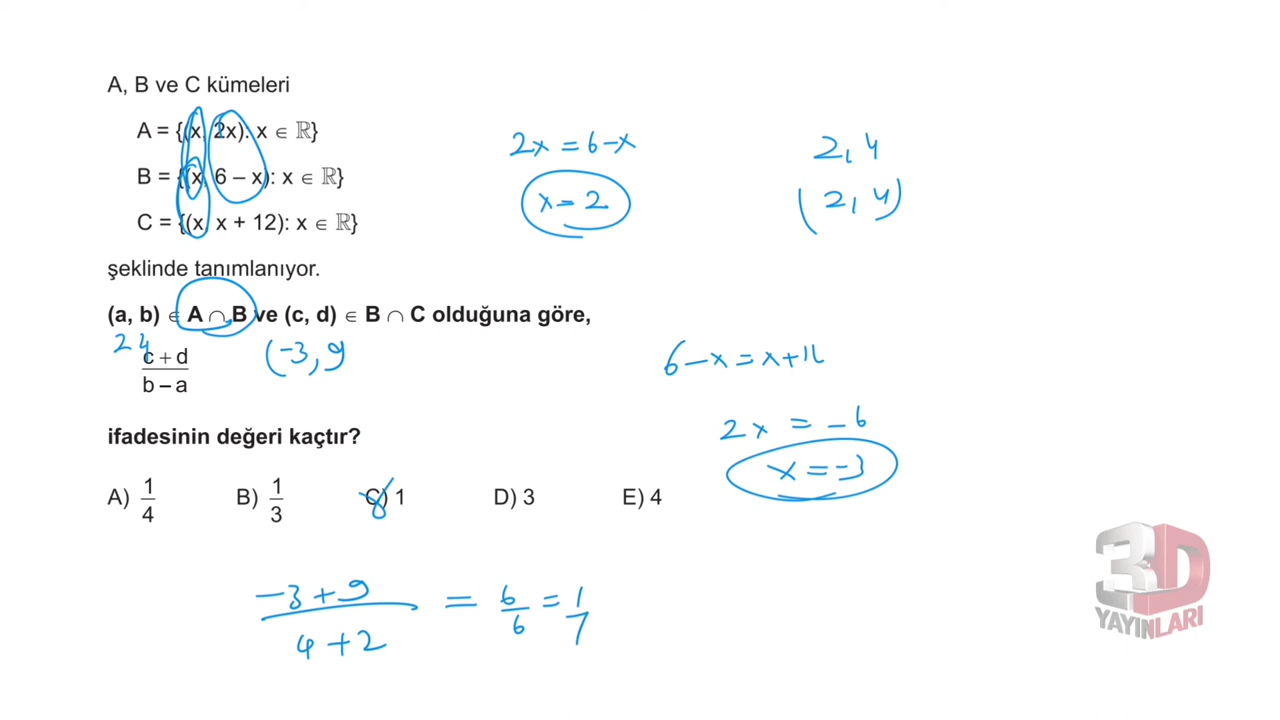 A, B ve C kümeleri
A = {(x, 2x): x ∈ ℝ}
B = {(x, 6 – x): x ∈ ℝ}
C = {(x, x + 12): x ∈ ℝ}
şeklinde tanımlanıyor.
(a, b) ∈ A ∩ B ve (c, d) ∈ B ∩ C olduğuna göre,
2 4
(-3, 9
c + d
b – a
ifadesinin değeri kaçtır?
A) 1/4 B) 1/3 C) 1 D) 3 E) 4
-3 + 9
4 + 2
= 6/6 = 1
2x = 6 - x
x = 2
2, 4
(2, 4)
6 - x = x + 12
2x = -6
x = -3
3D
YAYINLARI